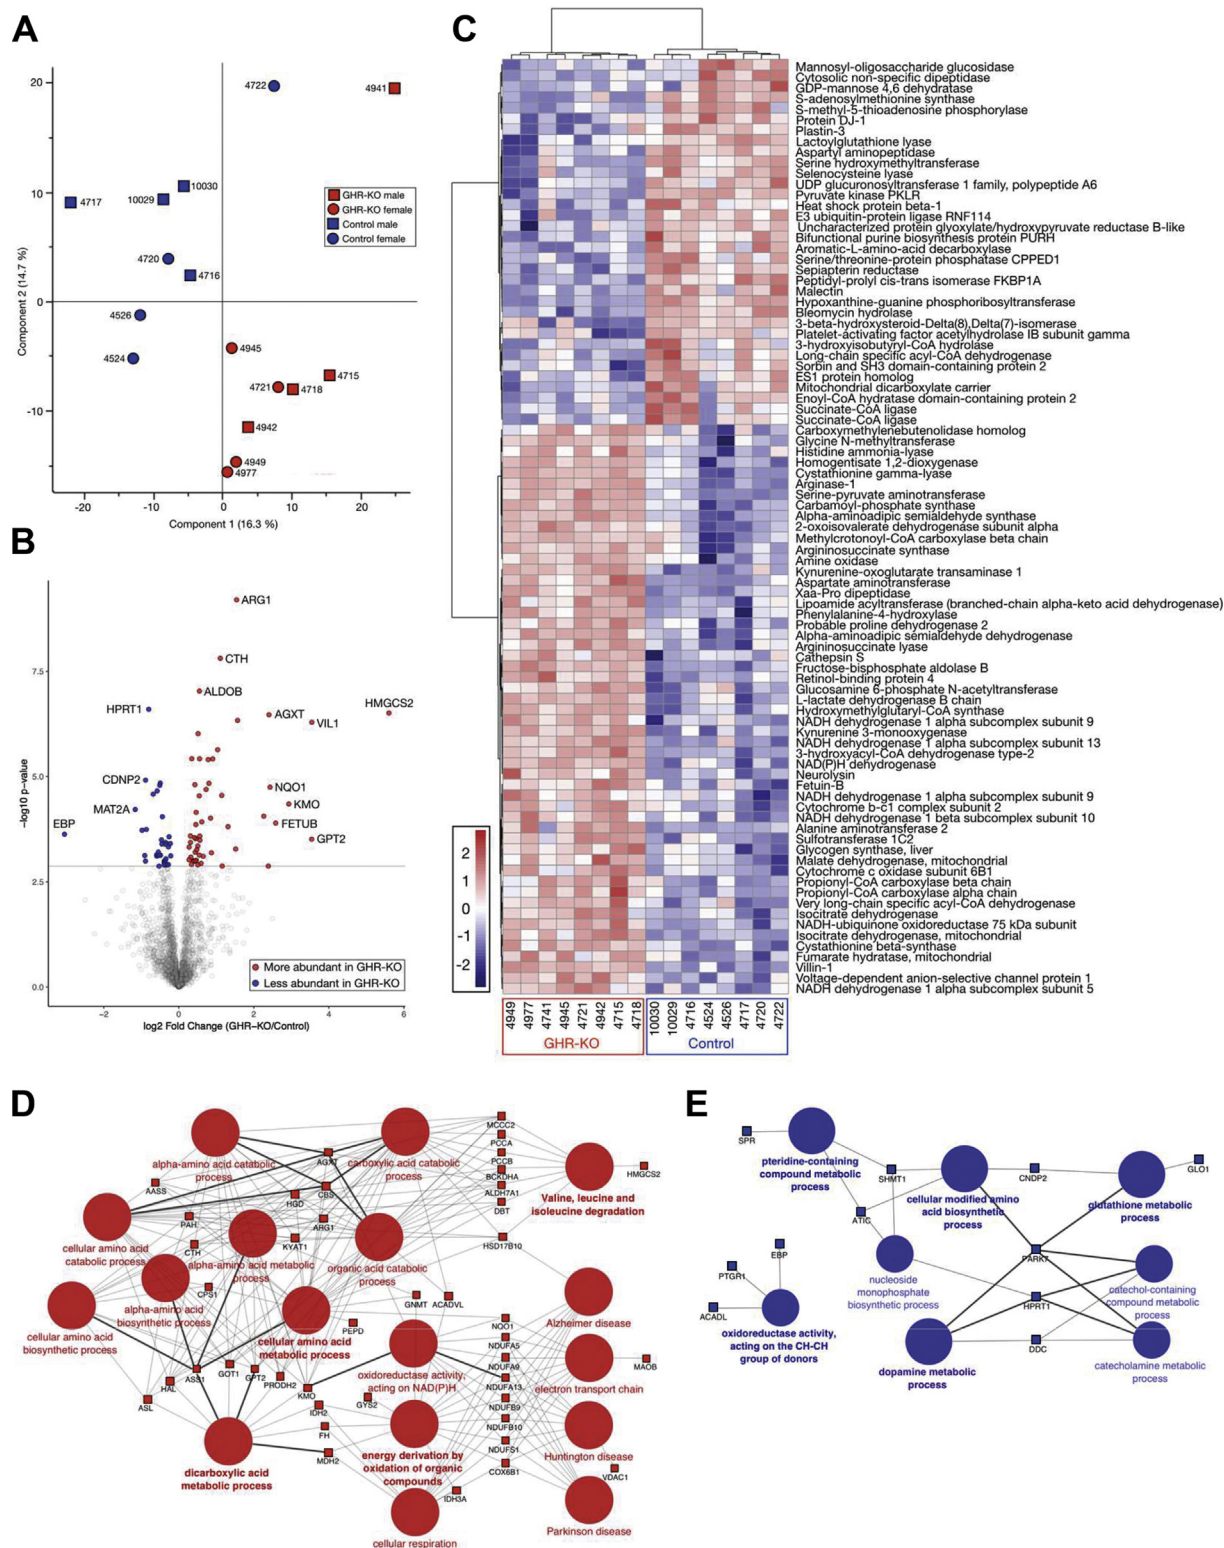 A
20
10
0
-10
-20
-10
0
10
20
Component 2 (14.7 %)
Component 1 (16.3 %)
4722
4941
4717
10029
10030
4720
4716
4526
4524
4945
4715
4721
4718
4942
4949
4977
GHR-KO male
GHR-KO female
Control male
Control female
B
7.5
5.0
2.5
0.0
−2
0
2
4
6
−log10 p−value
log2 Fold Change (GHR−KO/Control)
ARG1
CTH
ALDOB
HPRT1
AGXT
VIL1
HMGCS2
CDNP2
NQO1
MAT2A
KMO
EBP
FETUB
GPT2
More abundant in GHR-KO
Less abundant in GHR-KO
C
Mannosyl-oligosaccharide glucosidase
Cytosolic non-specific dipeptidase
GDP-mannose 4,6 dehydratase
S-adenosylmethionine synthase
S-methyl-5-thioadenosine phosphorylase
Protein DJ-1
Plastin-3
Lactoylglutathione lyase
Aspartyl aminopeptidase
Serine hydroxymethyltransferase
Selenocysteine lyase
UDP glucuronosyltransferase 1 family, polypeptide A6
Pyruvate kinase PKLR
Heat shock protein beta-1
E3 ubiquitin-protein ligase RNF114
Uncharacterized protein glyoxylate/hydroxypyruvate reductase B-like
Bifunctional purine biosynthesis protein PURH
Aromatic-L-amino-acid decarboxylase
Serine/threonine-protein phosphatase CPPED1
Sepiapterin reductase
Peptidyl-prolyl cis-trans isomerase FKBP1A
Malectin
Hypoxanthine-guanine phosphoribosyltransferase
Bleomycin hydrolase
3-beta-hydroxysteroid-Delta(8),Delta(7)-isomerase
Platelet-activating factor acetylhydrolase IB subunit gamma
3-hydroxyisobutyryl-CoA hydrolase
Long-chain specific acyl-CoA dehydrogenase
Sorbin and SH3 domain-containing protein 2
ES1 protein homolog
Mitochondrial dicarboxylate carrier
Enoyl-CoA hydratase domain-containing protein 2
Succinate-CoA ligase
Succinate-CoA ligase
Carboxymethylenebutenolidase homolog
Glycine N-methyltransferase
Histidine ammonia-lyase
Homogentisate 1,2-dioxygenase
Cystathionine gamma-lyase
Arginase-1
Serine-pyruvate aminotransferase
Carbamoyl-phosphate synthase
Alpha-aminoadipic semialdehyde synthase
2-oxoisovalerate dehydrogenase subunit alpha
Methylcrotonoyl-CoA carboxylase beta chain
Argininosuccinate synthase
Amine oxidase
Kynurenine-oxoglutarate transaminase 1
Aspartate aminotransferase
Xaa-Pro dipeptidase
Lipoamide acyltransferase (branched-chain alpha-keto acid dehydrogenase)
Phenylalanine-4-hydroxylase
Probable proline dehydrogenase 2
Alpha-aminoadipic semialdehyde dehydrogenase
Argininosuccinate lyase
Cathepsin S
Fructose-bisphosphate aldolase B
Retinol-binding protein 4
Glucosamine 6-phosphate N-acetyltransferase
L-lactate dehydrogenase B chain
Hydroxymethylglutaryl-CoA synthase
NADH dehydrogenase 1 alpha subcomplex subunit 9
Kynurenine 3-monooxygenase
NADH dehydrogenase 1 alpha subcomplex subunit 13
3-hydroxyacyl-CoA dehydrogenase type-2
NAD(P)H dehydrogenase
Neurolysin
Fetuin-B
NADH dehydrogenase 1 alpha subcomplex subunit 9
Cytochrome b-c1 complex subunit 2
NADH dehydrogenase 1 beta subcomplex subunit 10
Alanine aminotransferase 2
Sulfotransferase 1C2
Glycogen synthase, liver
Malate dehydrogenase, mitochondrial
Cytochrome c oxidase subunit 6B1
Propionyl-CoA carboxylase beta chain
Propionyl-CoA carboxylase alpha chain
Very long-chain specific acyl-CoA dehydrogenase
Isocitrate dehydrogenase
NADH-ubiquinone oxidoreductase 75 kDa subunit
Isocitrate dehydrogenase, mitochondrial
Cystathionine beta-synthase
Fumarate hydratase, mitochondrial
Villin-1
Voltage-dependent anion-selective channel protein 1
NADH dehydrogenase 1 alpha subcomplex subunit 5
2
1
0
-1
-2
4949
4977
4741
4945
4721
4942
4715
4718
10030
10029
4716
4524
4526
4717
4720
4722
GHR-KO
Control
D
alpha-amino acid catabolic
process
carboxylic acid catabolic
process
Valine, leucine and
isoleucine degradation
cellular amino acid
catabolic process
alpha-amino acid metabolic
process
organic acid catabolic
process
alpha-amino acid
biosynthetic process
cellular amino acid
biosynthetic process
cellular amino acid
metabolic process
Alzheimer disease
oxidoreductase activity,
acting on NAD(P)H
electron transport chain
dicarboxylic acid
metabolic process
energy derivation by
oxidation of organic
compounds
Huntington disease
cellular respiration
Parkinson disease
MCCC2
PCCA
PCCB
BCKDHA
ALDH7A1
DBT
HSD17B10
HMGCS2
AGXT
CBS
AASS
HGD
PAH
ARG1
CTH
KYAT1
CPS1
GNMT
ACADVL
PEPD
NQO1
NDUFA5
NDUFA9
NDUFA13
NDUFB9
NDUFB10
NDUFS1
COX6B1
MAOB
VDAC1
ASS1
GOT1
GPT2
PRODH2
HAL
ASL
KMO
GYS2
IDH2
FH
MDH2
IDH3A
E
SPR
pteridine-containing
compound metabolic
process
SHMT1
cellular modified amino
acid biosynthetic
process
CNDP2
glutathione metabolic
process
GLO1
ATIC
EBP
PTGR1
ACADL
nucleoside
monophosphate
biosynthetic process
PARK7
HPRT1
catechol-containing
compound metabolic
process
oxidoreductase activity,
acting on the CH-CH
group of donors
DDC
dopamine metabolic
process
catecholamine metabolic
process